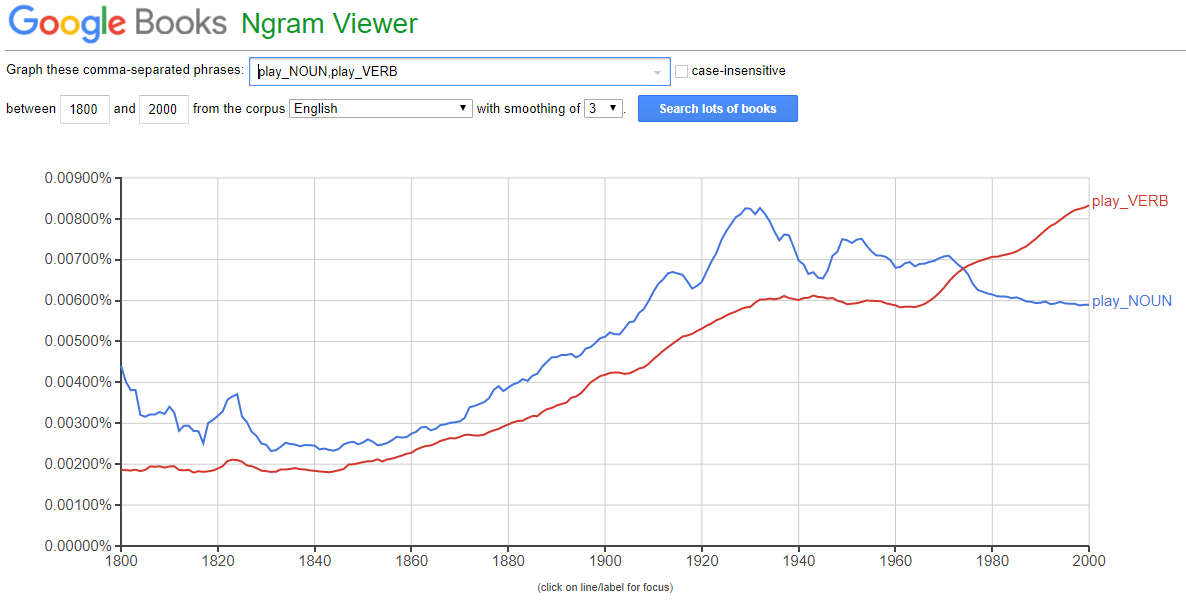 Google Books Ngram Viewer
Graph these comma-separated phrases: play_NOUN,play_VERB case-insensitive
between 1800 and 2000 from the corpus English with smoothing of 3 . Search lots of books
0.00900%
0.00800%
play_VERB
0.00700%
0.00600%
play_NOUN
0.00500%
0.00400%
0.00300%
0.00200%
0.00100%
0.00000%
1800 1820 1840 1860 1880 1900 1920 1940 1960 1980 2000
(click on line/label for focus)